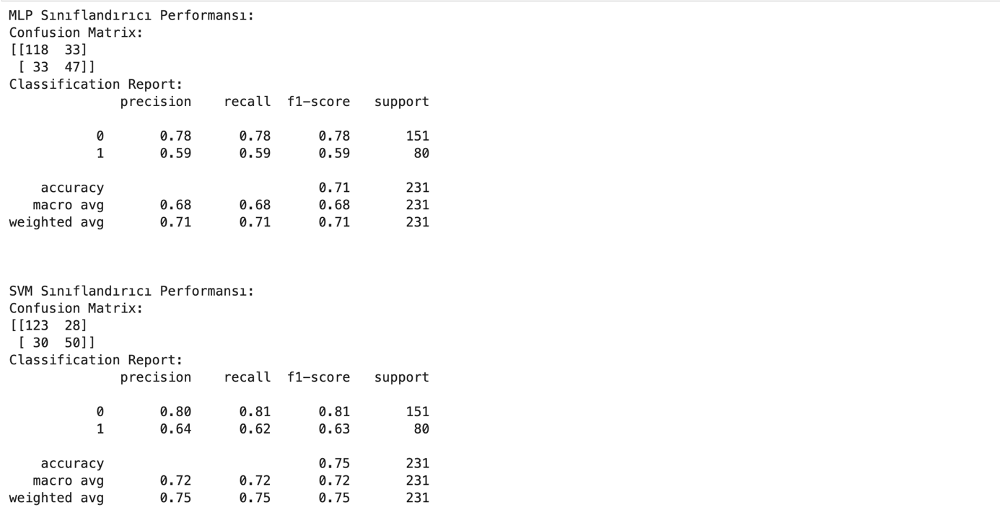 MLP Sınıflandırıcı Performansı:
Confusion Matrix:
[[118  33]
 [ 33  47]]
Classification Report:
              precision    recall  f1-score   support

           0       0.78      0.78      0.78       151
           1       0.59      0.59      0.59        80

    accuracy                           0.71       231
   macro avg       0.68      0.68      0.68       231
weighted avg       0.71      0.71      0.71       231

SVM Sınıflandırıcı Performansı:
Confusion Matrix:
[[123  28]
 [ 30  50]]
Classification Report:
              precision    recall  f1-score   support

           0       0.80      0.81      0.81       151
           1       0.64      0.62      0.63        80

    accuracy                           0.75       231
   macro avg       0.72      0.72      0.72       231
weighted avg       0.75      0.75      0.75       231